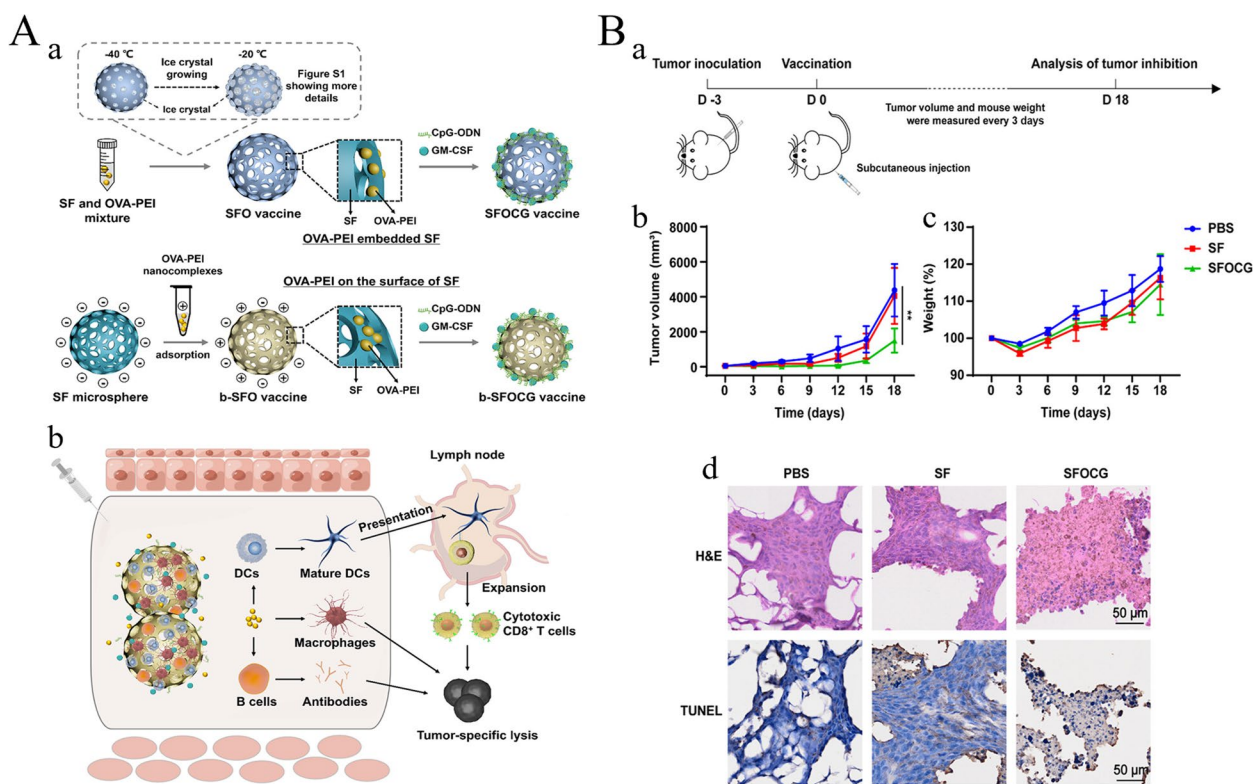 A
a
-40 ℃
-20 ℃
Ice crystal
growing
Ice crystal
Figure S1
showing more
details
SF and OVA-PEI
mixture
SFO vaccine
SF
OVA-PEI
OVA-PEI embedded SF
CpG-ODN
GM-CSF
SFOCG vaccine
OVA-PEI
nanocomplexes
adsorption
SF microsphere
b-SFO vaccine
OVA-PEI on the surface of SF
SF
OVA-PEI
CpG-ODN
GM-CSF
b-SFOCG vaccine
b
DCs
Mature DCs
Presentation
Lymph node
Expansion
Macrophages
Cytotoxic
CD8⁺ T cells
B cells
Antibodies
Tumor-specific lysis
B
a
Tumor inoculation
Vaccination
Analysis of tumor inhibition
D -3
D 0
D 18
Tumor volume and mouse weight
were measured every 3 days
Subcutaneous injection
b
Tumor volume (mm³)
8000
6000
4000
2000
0
0 3 6 9 12 15 18
Time (days)
**
c
Weight (%)
130
120
110
100
90
0 3 6 9 12 15 18
Time (days)
PBS
SF
SFOCG
d
PBS
SF
SFOCG
H&E
50 μm
TUNEL
50 μm